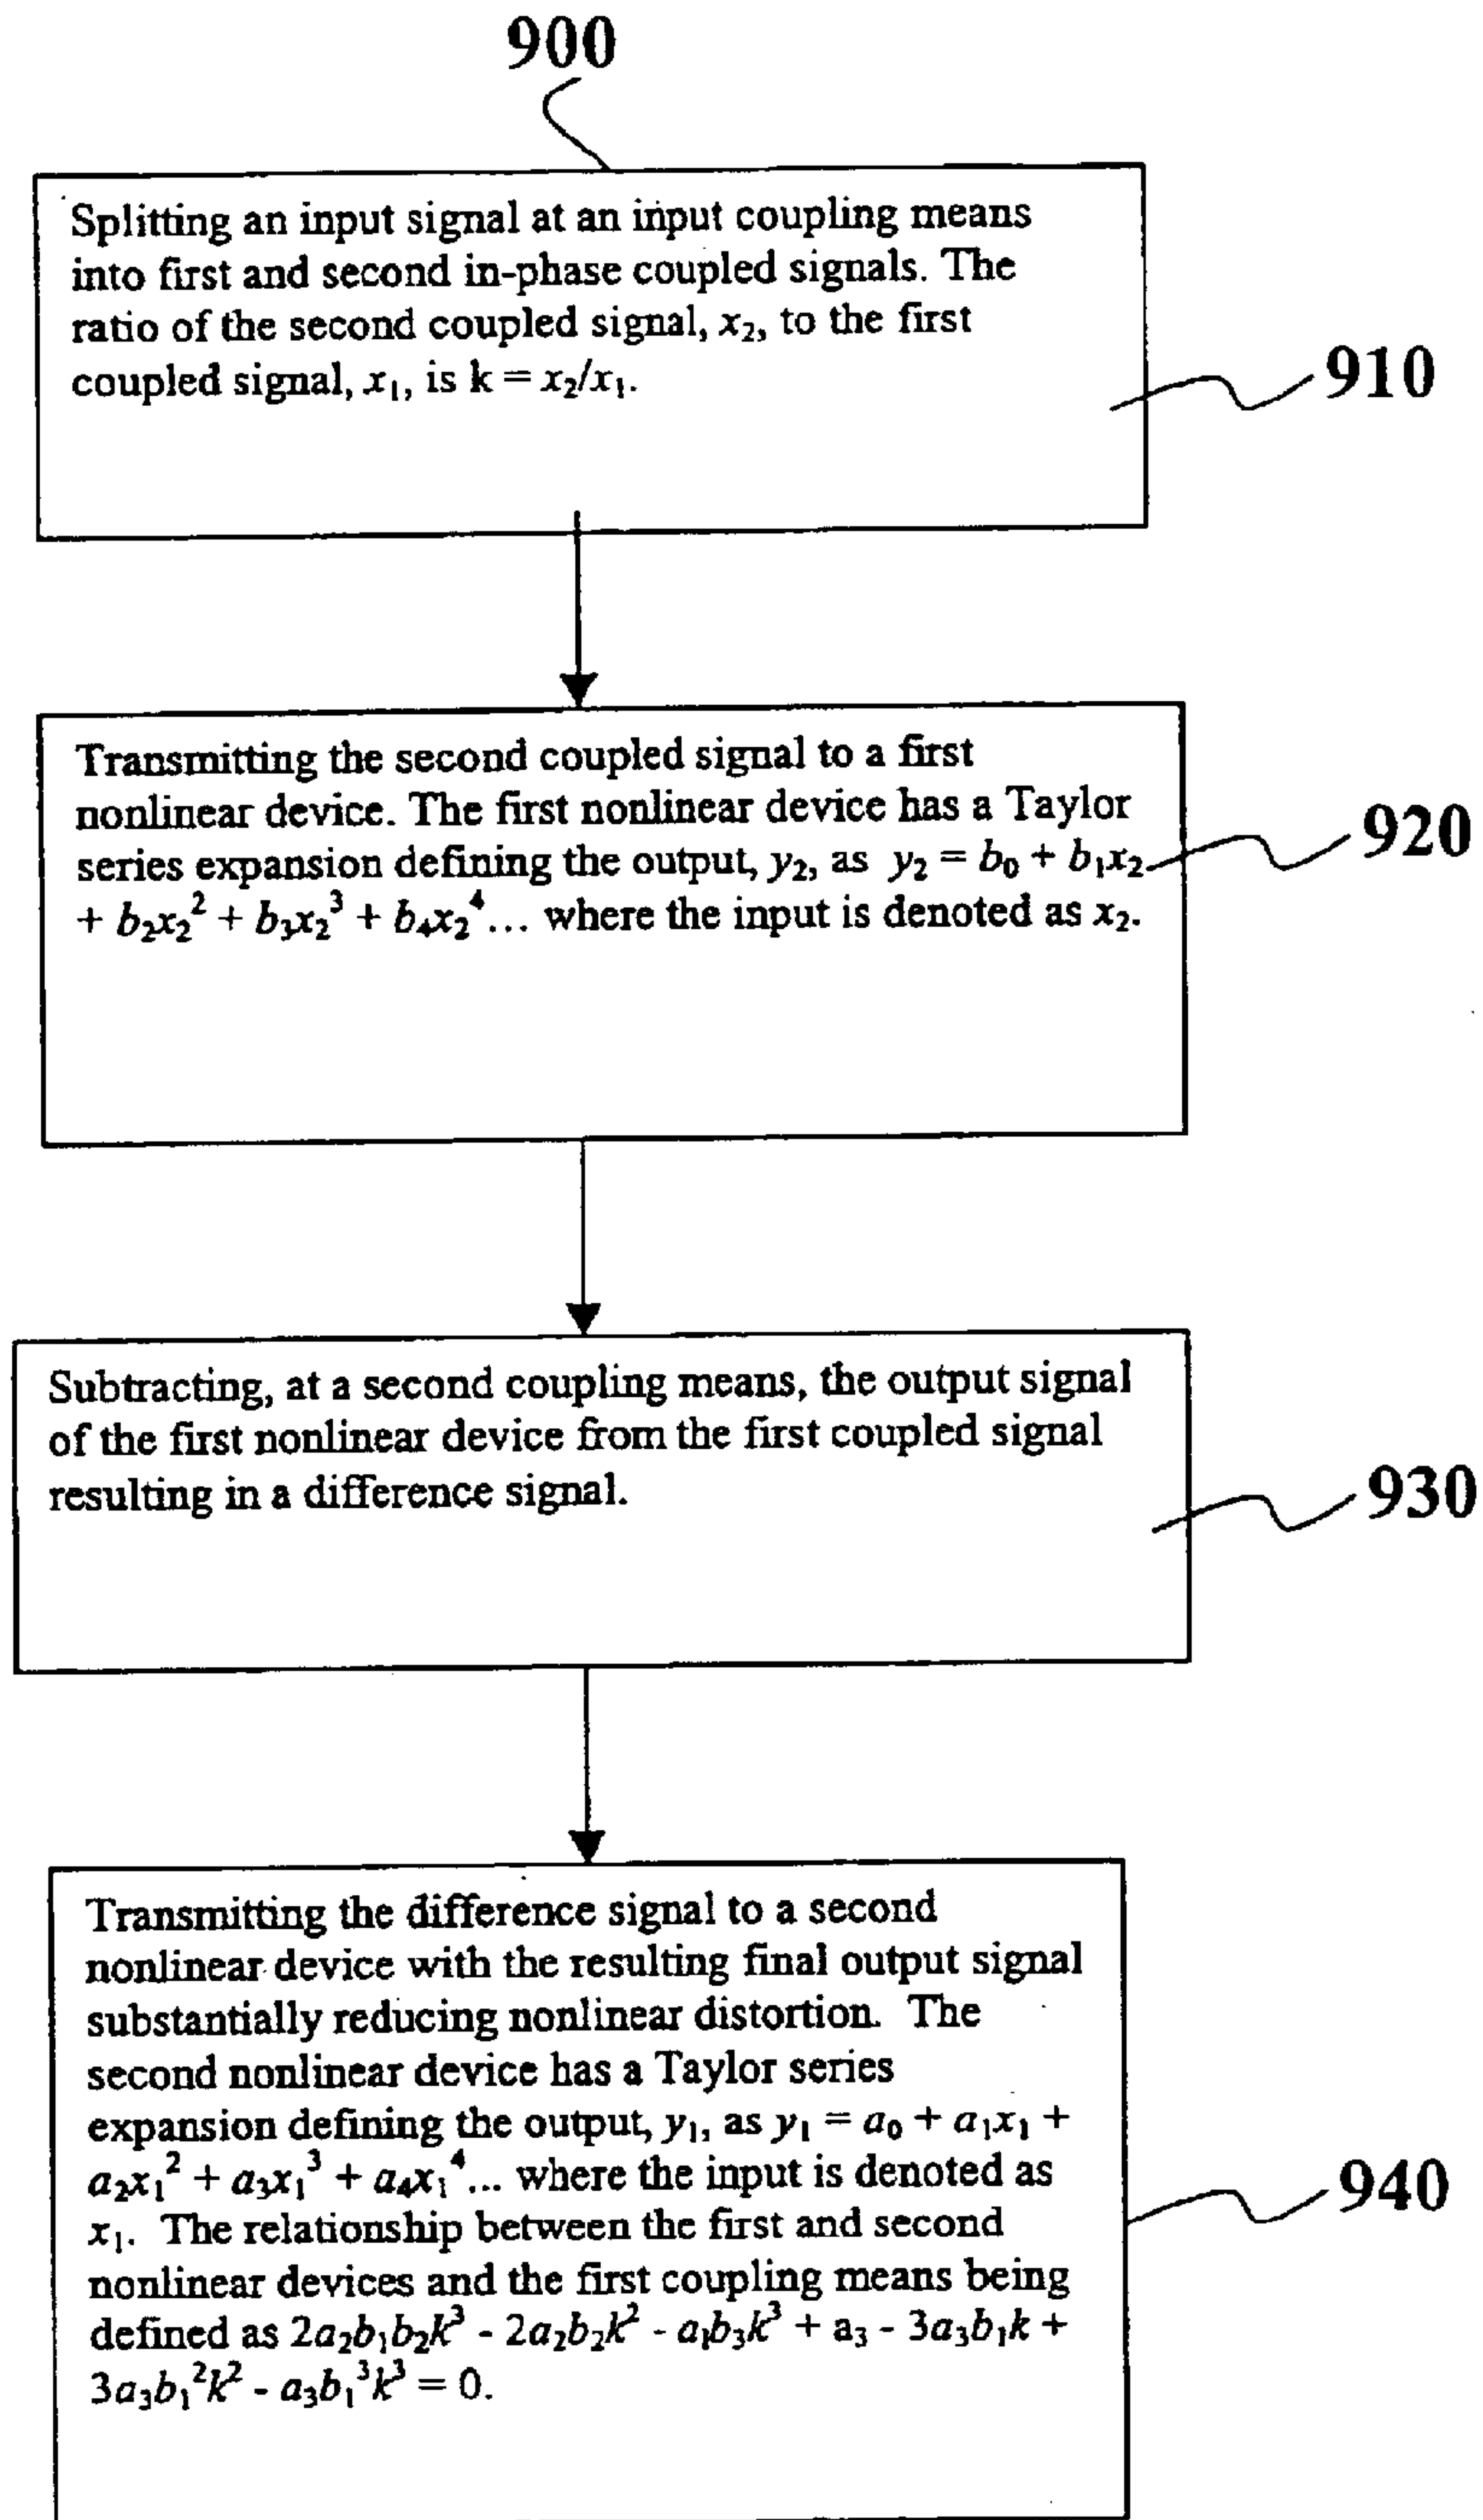 900
Splitting an input signal at an input coupling means
into first and second in-phase coupled signals. The
ratio of the second coupled signal, x₂, to the first
coupled signal, x₁, is k = x₂/x₁.
910
Transmitting the second coupled signal to a first
nonlinear device. The first nonlinear device has a Taylor
series expansion defining the output, y₂, as y₂ = b₀ + b₁x₂
+ b₂x₂² + b₃x₂³ + b₄x₂⁴... where the input is denoted as x₂.
920
Subtracting, at a second coupling means, the output signal
of the first nonlinear device from the first coupled signal
resulting in a difference signal.
930
Transmitting the difference signal to a second
nonlinear device with the resulting final output signal
substantially reducing nonlinear distortion. The
second nonlinear device has a Taylor series
expansion defining the output, y₁, as y₁ = a₀ + a₁x₁ +
a₂x₁² + a₃x₁³ + a₄x₁⁴... where the input is denoted as
x₁. The relationship between the first and second
nonlinear devices and the first coupling means being
defined as 2a₂b₁b₂k³ - 2a₂b₂k² - a₁b₃k³ + a₃ - 3a₃b₁k +
3a₃b₁²k² - a₃b₁³k³ = 0.
940